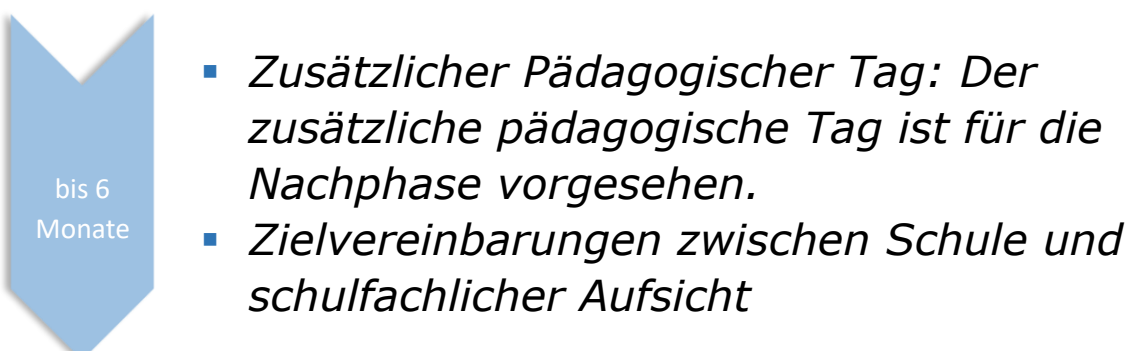 bis 6
Monate
▪ Zusätzlicher Pädagogischer Tag: Der
zusätzliche pädagogische Tag ist für die
Nachphase vorgesehen.
▪ Zielvereinbarungen zwischen Schule und
schulfachlicher Aufsicht